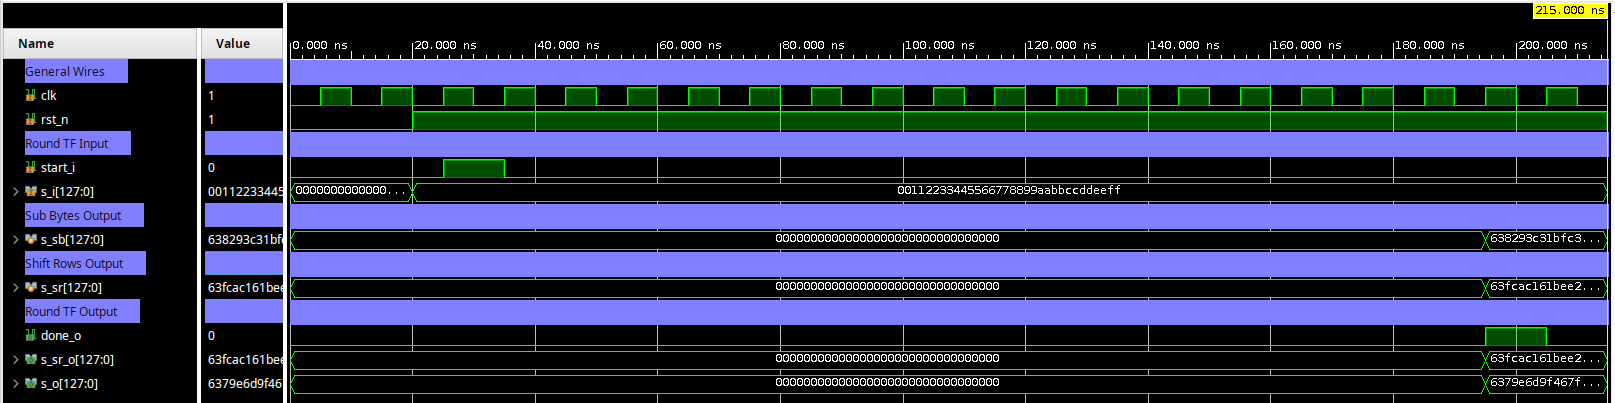 215.000 ns
Name Value 0.000 ns 20.000 ns 40.000 ns 60.000 ns 80.000 ns 100.000 ns 120.000 ns 140.000 ns 160.000 ns 180.000 ns 200.000 ns
General Wires
clk 1
rst_n 1
Round TF Input
start_i 0
s_i[127:0] 00112233445 0000000000000... 00112233445566778899aabbccddeeff
Sub Bytes Output
s_sb[127:0] 638293c31bf 00000000000000000000000000000000 638293c31bfc3...
Shift Rows Output
s_sr[127:0] 63fcac161bee 00000000000000000000000000000000 63fcac161bee2...
Round TF Output
done_o 0
s_sr_o[127:0] 63fcac161bee 00000000000000000000000000000000 63fcac161bee2...
s_o[127:0] 6379e6d9f46 00000000000000000000000000000000 6379e6d9f467f...